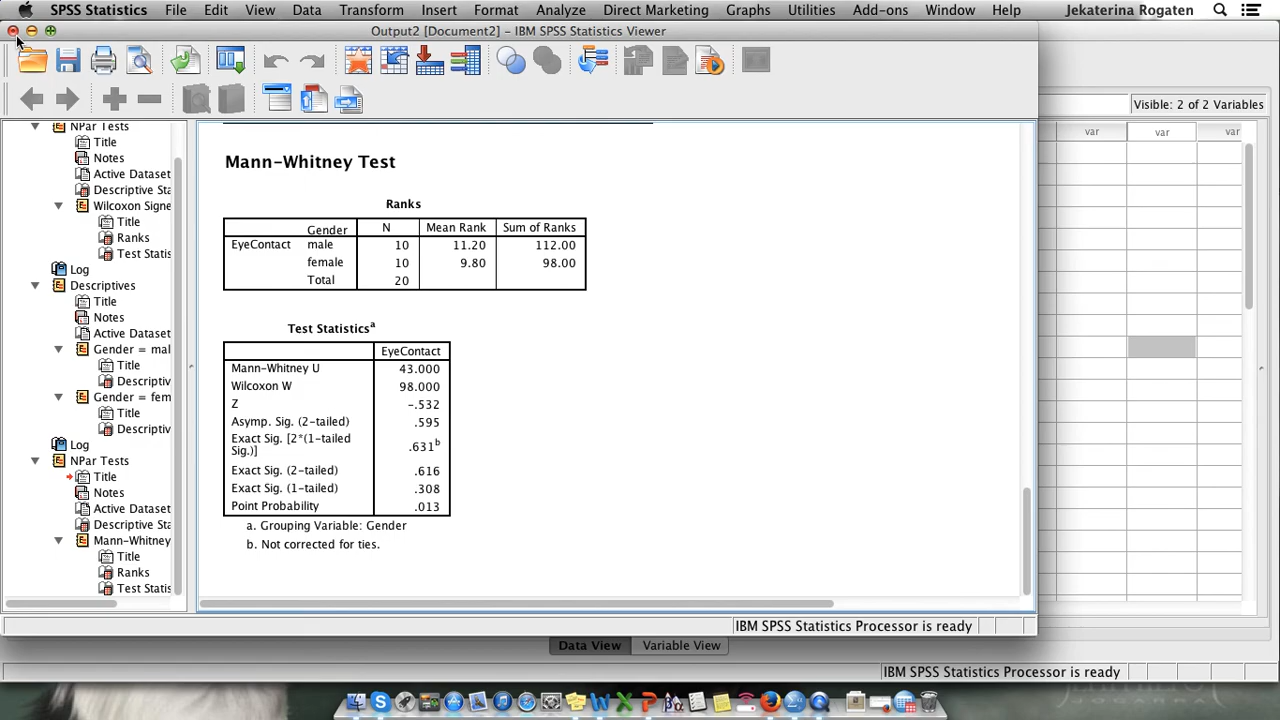 SPSS Statistics File Edit View Data Transform Insert Format Analyze Direct Marketing Graphs Utilities Add-ons Window Help Jekaterina Rogaten
Output2 [Document2] – IBM SPSS Statistics Viewer
Visible: 2 of 2 Variables
var var var
NPar Tests
Title
Notes
Active Dataset
Descriptive Sta
Wilcoxon Signe
Title
Ranks
Test Statis
Log
Descriptives
Title
Notes
Active Dataset
Gender = mal
Title
Descriptiv
Gender = fem
Title
Descriptiv
Log
NPar Tests
Title
Notes
Active Dataset
Descriptive Sta
Mann-Whitney
Title
Ranks
Test Statis
Mann-Whitney Test
Ranks
Gender N Mean Rank Sum of Ranks
EyeContact male 10 11.20 112.00
female 10 9.80 98.00
Total 20
Test Statisticsa
EyeContact
Mann-Whitney U 43.000
Wilcoxon W 98.000
Z -.532
Asymp. Sig. (2-tailed) .595
Exact Sig. [2*(1-tailed Sig.)] .631b
Exact Sig. (2-tailed) .616
Exact Sig. (1-tailed) .308
Point Probability .013
a. Grouping Variable: Gender
b. Not corrected for ties.
IBM SPSS Statistics Processor is ready
Data View Variable View
IBM SPSS Statistics Processor is ready